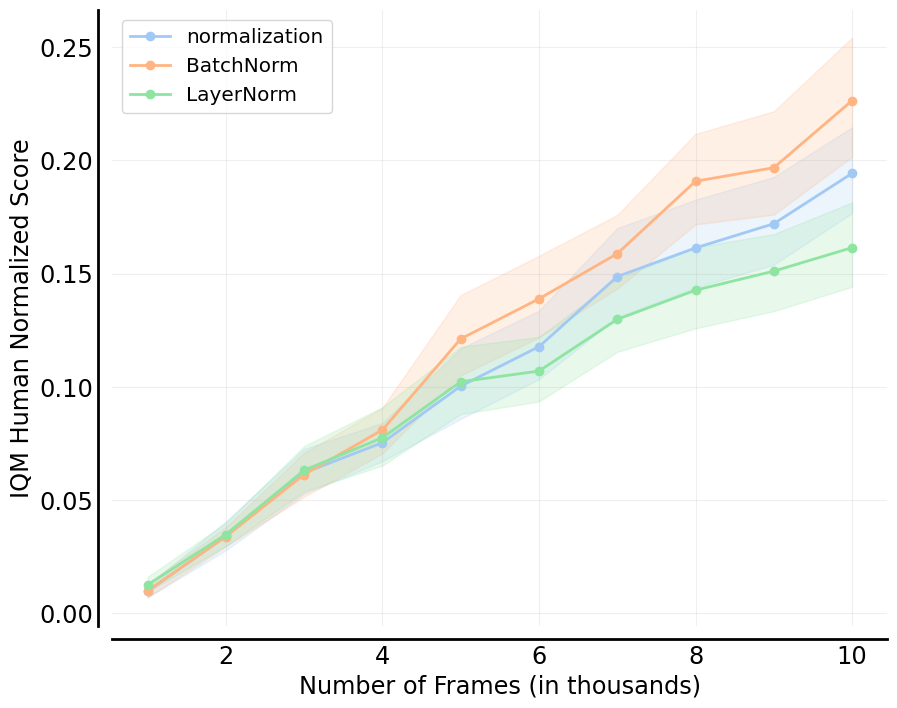 normalization
BatchNorm
LayerNorm
IQM Human Normalized Score
0.25
0.20
0.15
0.10
0.05
0.00
2 4 6 8 10
Number of Frames (in thousands)